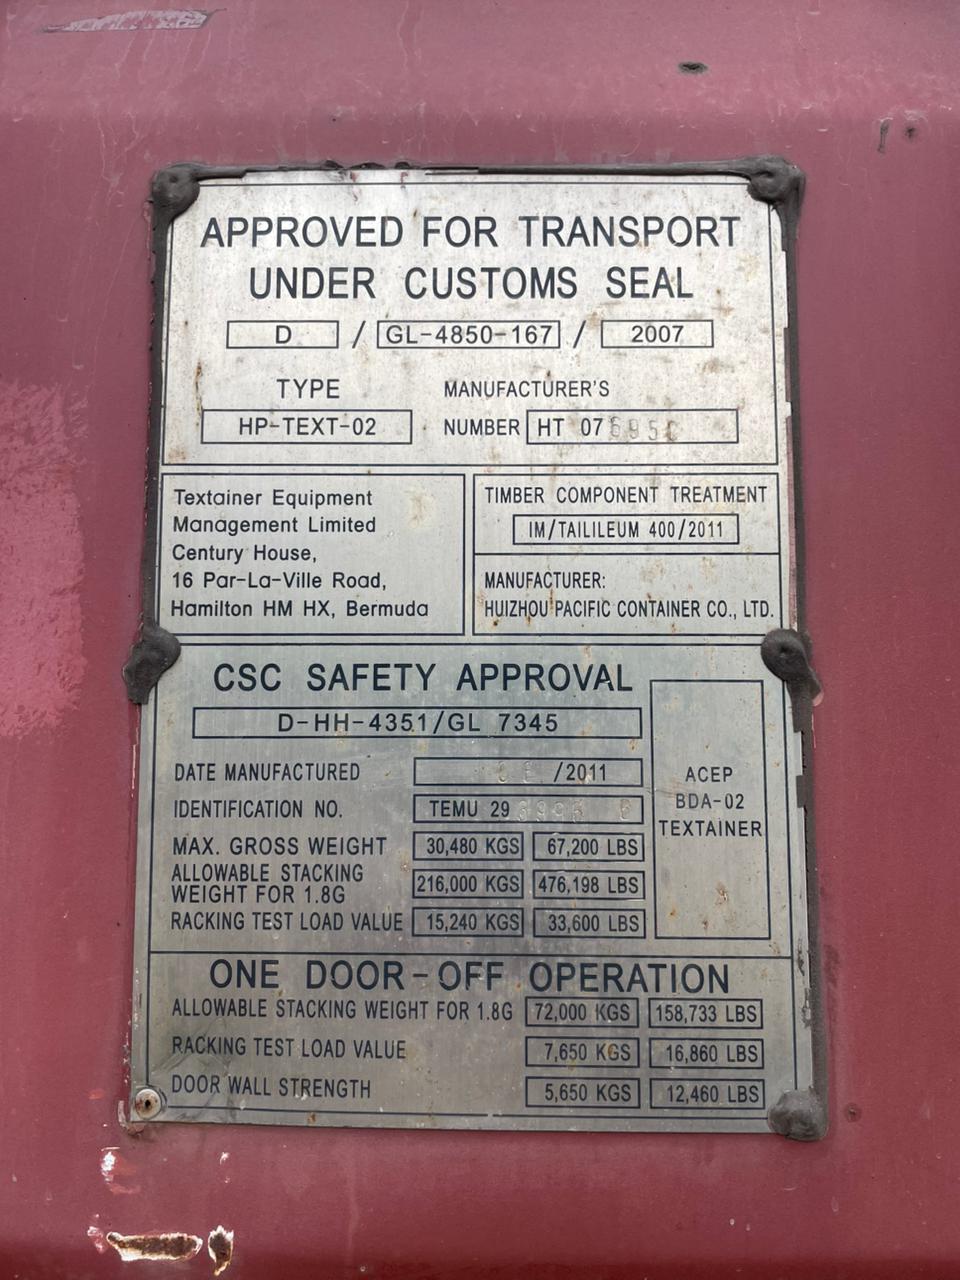 APPROVED FOR TRANSPORT
UNDER CUSTOMS SEAL
D / GL-4850-167 / 2007
TYPE MANUFACTURER'S
HP-TEXT-02 NUMBER HT 07
Textainer Equipment
Management Limited
Century House,
16 Par-La-Ville Road,
Hamilton HM HX, Bermuda
TIMBER COMPONENT TREATMENT
IM/TAILILEUM 400/2011
MANUFACTURER:
HUIZHOU PACIFIC CONTAINER CO., LTD.
CSC SAFETY APPROVAL
D-HH-4351/GL 7345
DATE MANUFACTURED /2011
IDENTIFICATION NO. TEMU 29
MAX. GROSS WEIGHT 30,480 KGS 67,200 LBS
ALLOWABLE STACKING
WEIGHT FOR 1.8G 216,000 KGS 476,198 LBS
RACKING TEST LOAD VALUE 15,240 KGS 33,600 LBS
ACEP
BDA-02
TEXTAINER
ONE DOOR-OFF OPERATION
ALLOWABLE STACKING WEIGHT FOR 1.8G 72,000 KGS 158,733 LBS
RACKING TEST LOAD VALUE 7,650 KGS 16,860 LBS
DOOR WALL STRENGTH 5,650 KGS 12,460 LBS